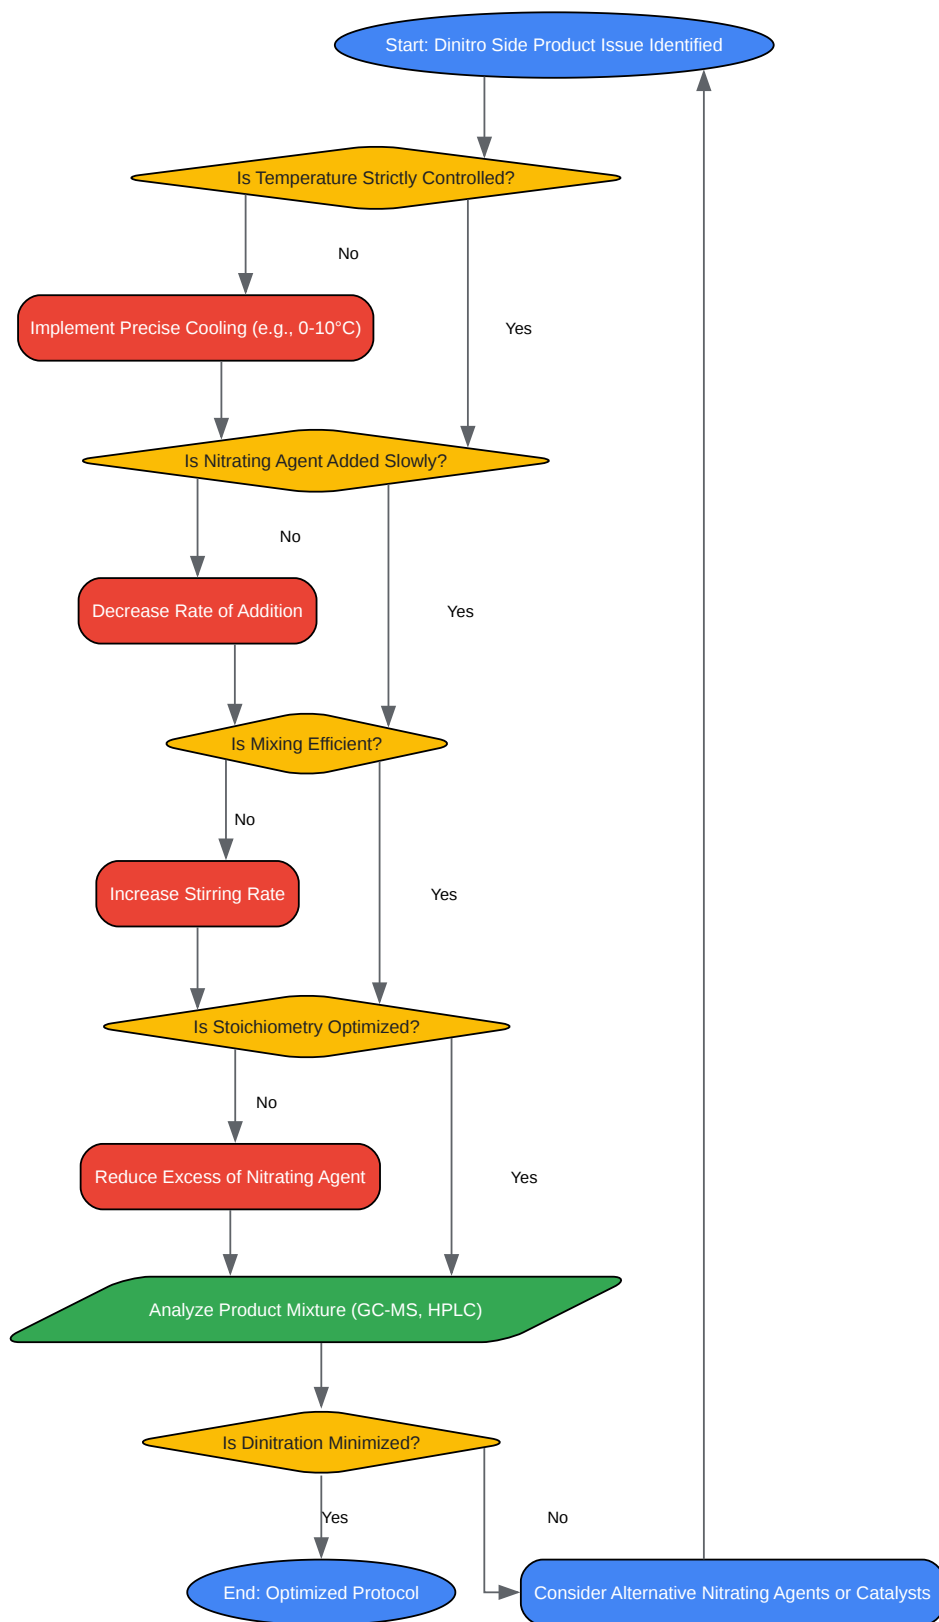 Start: Dinitro Side Product Issue Identified
Is Temperature Strictly Controlled?
No
Implement Precise Cooling (e.g., 0-10°C)
Yes
Is Nitrating Agent Added Slowly?
No
Decrease Rate of Addition
Yes
Is Mixing Efficient?
No
Increase Stirring Rate
Yes
Is Stoichiometry Optimized?
No
Reduce Excess of Nitrating Agent
Yes
Analyze Product Mixture (GC-MS, HPLC)
Is Dinitration Minimized?
Yes
No
End: Optimized Protocol
Consider Alternative Nitrating Agents or Catalysts